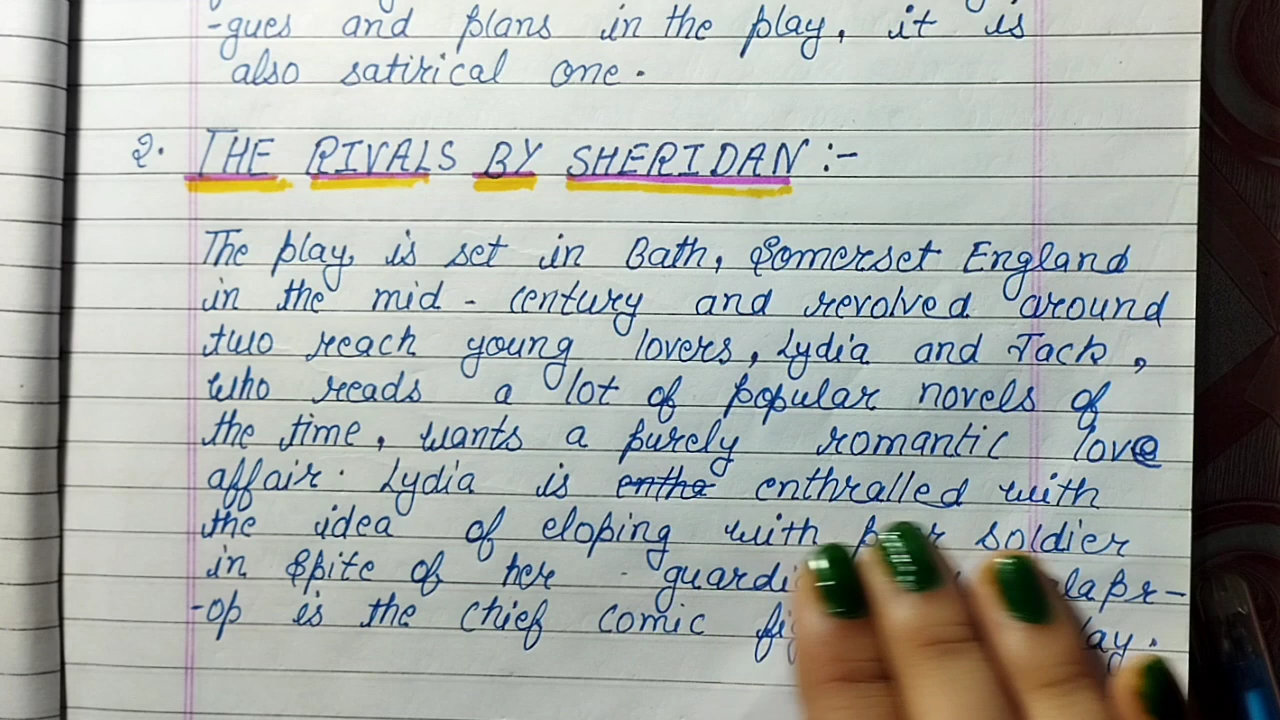 -gues and plans in the play, it is
also satirical one.
2. THE RIVALS BY SHERIDAN :-
The play, is set in Bath, Somerset England
in the mid - century and revolved around
two reach young lovers, Lydia and Jack,
who reads a lot of popular novels of
the time, wants a purely romantic love
affair. Lydia is enthralled with
the idea of eloping with soldier
in spite of here
-op is the chief comic